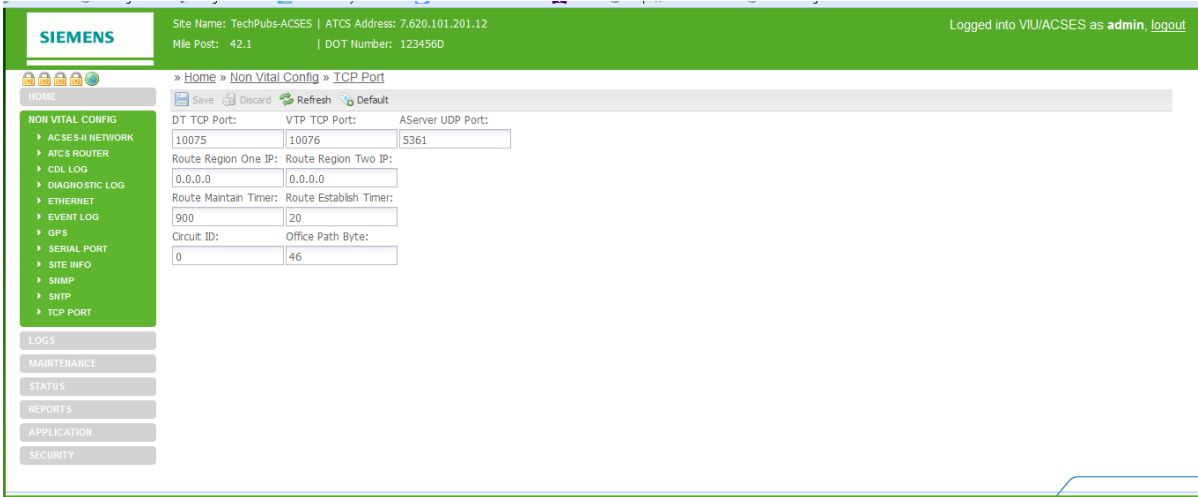 SIEMENS
Site Name: TechPubs-ACSES | ATCS Address: 7.620.101.201.12
Mile Post: 42.1 | DOT Number: 123456D
Logged into VIU/ACSES as admin, logout
» Home » Non Vital Config » TCP Port
HOME
Save Discard Refresh Default
NON VITAL CONFIG
ACSES-II NETWORK
ATCS ROUTER
CDL LOG
DIAGNOSTIC LOG
ETHERNET
EVENT LOG
GPS
SERIAL PORT
SITE INFO
SNMP
SNTP
TCP PORT
LOGS
MAINTENANCE
STATUS
REPORTS
APPLICATION
SECURITY
DT TCP Port: VTP TCP Port: AServer UDP Port:
10075 10076 5361
Route Region One IP: Route Region Two IP:
0.0.0.0 0.0.0.0
Route Maintain Timer: Route Establish Timer:
900 20
Circuit ID: Office Path Byte:
0 46